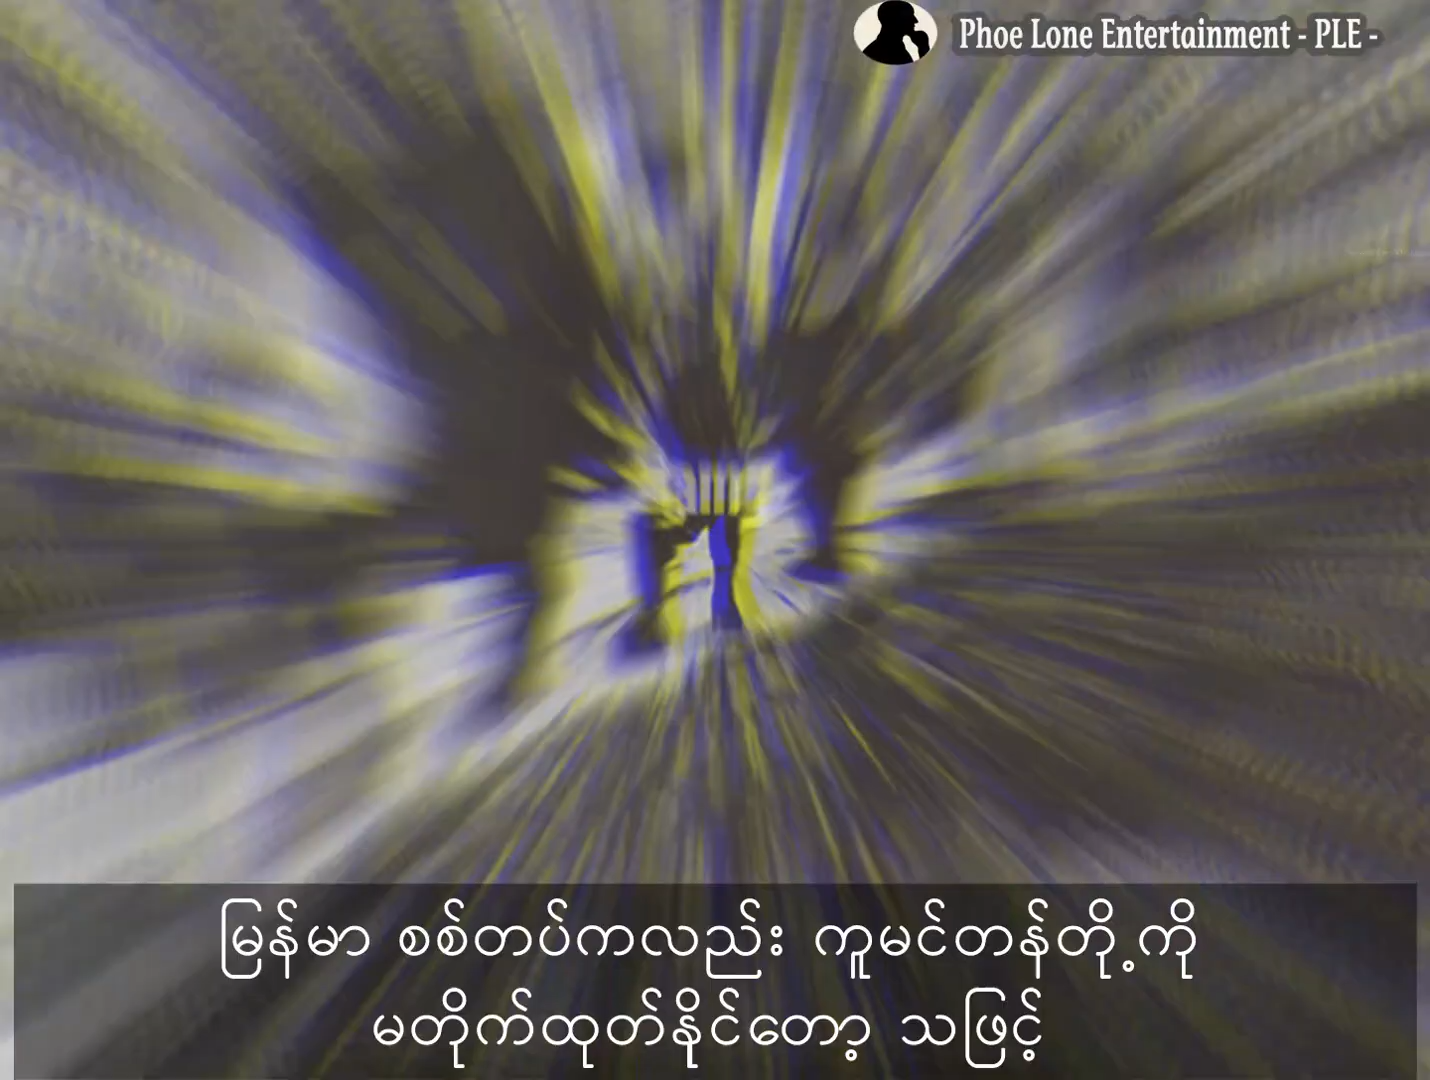 Phoe Lone Entertainment - PLE -
မြန်မာ စစ်တပ်ကလည်း ကူမင်တန်တို့ကို
မတိုက်ထုတ်နိုင်တော့ သဖြင့်